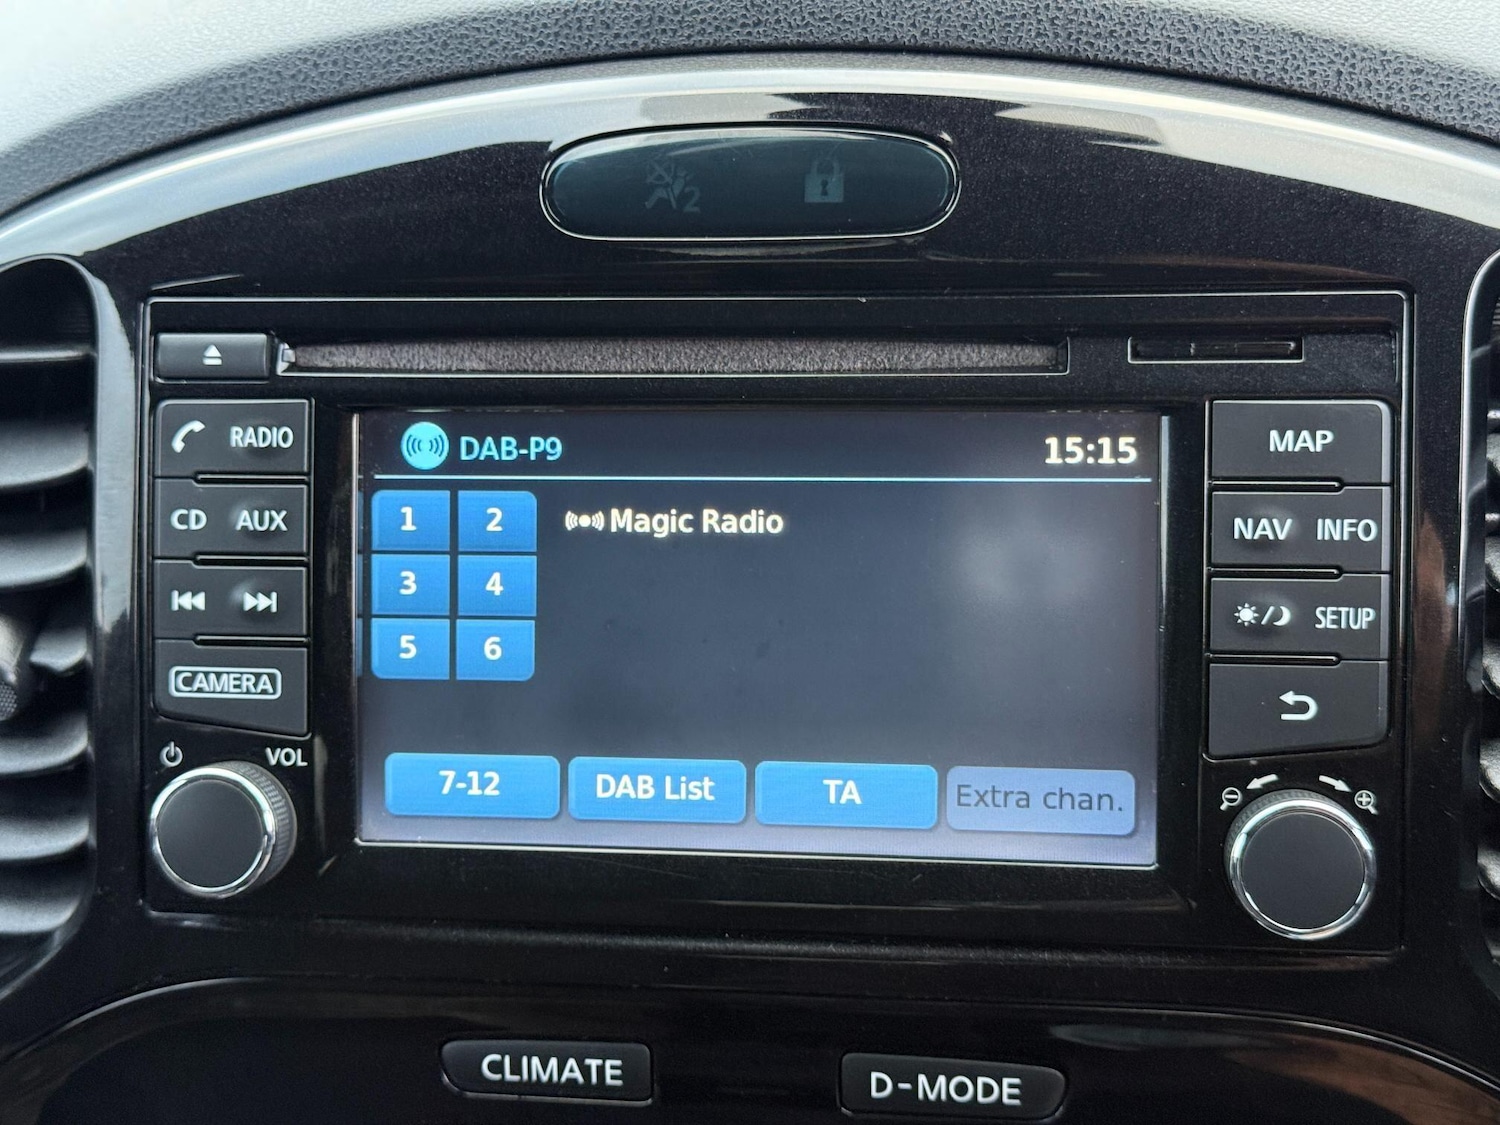 2
RADIO
CD AUX
CAMERA
VOL
DAB-P9
15:15
1 2
3 4
5 6
Magic Radio
7-12 DAB List TA Extra chan.
MAP
NAV INFO
SETUP
CLIMATE
D-MODE